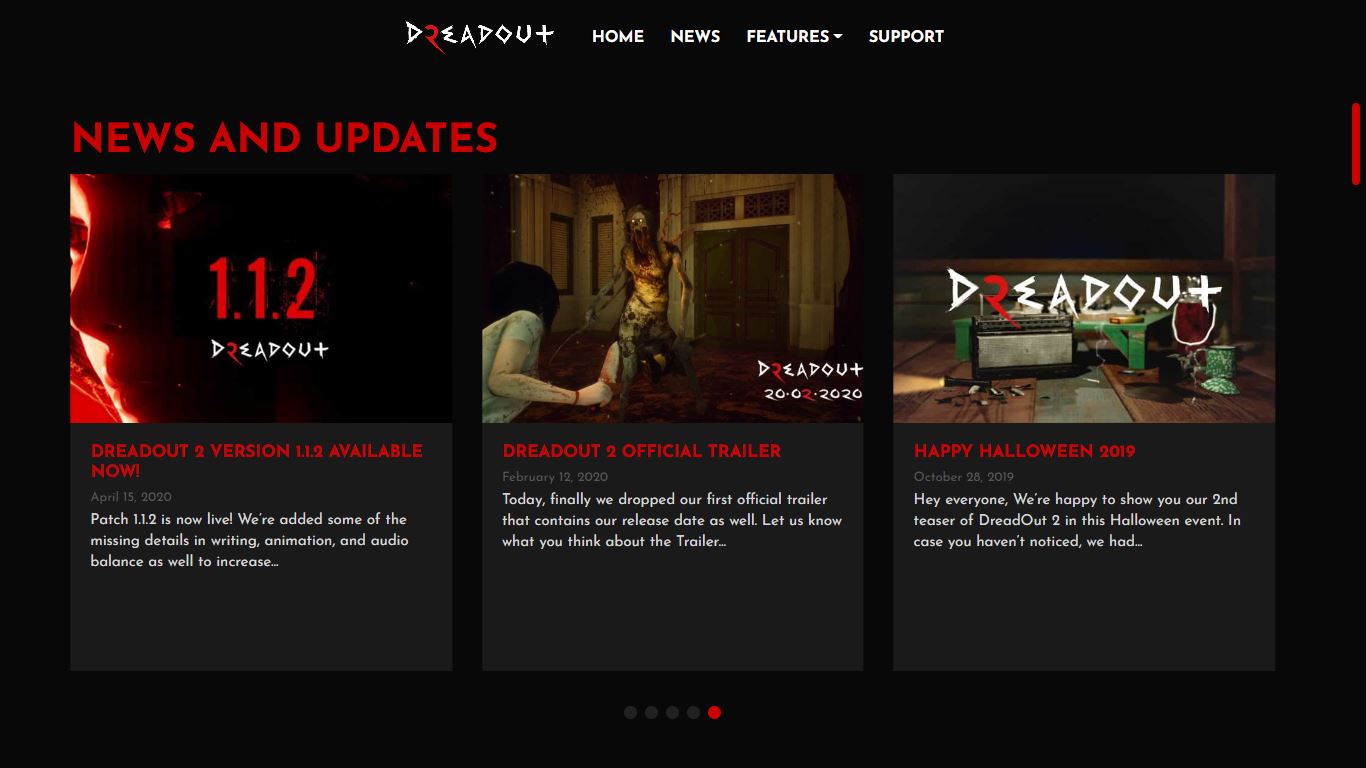 DREADOUT HOME NEWS FEATURES SUPPORT
NEWS AND UPDATES
1.1.2
DREADOUT
DREADOUT 2 VERSION 1.1.2 AVAILABLE
NOW!
April 15, 2020
Patch 1.1.2 is now live! We're added some of the
missing details in writing, animation, and audio
balance as well to increase...
DREADOUT
20·02·2020
DREADOUT 2 OFFICIAL TRAILER
February 12, 2020
Today, finally we dropped our first official trailer
that contains our release date as well. Let us know
what you think about the Trailer...
DREADOUT
HAPPY HALLOWEEN 2019
October 28, 2019
Hey everyone, We're happy to show you our 2nd
teaser of DreadOut 2 in this Halloween event. In
case you haven't noticed, we had...